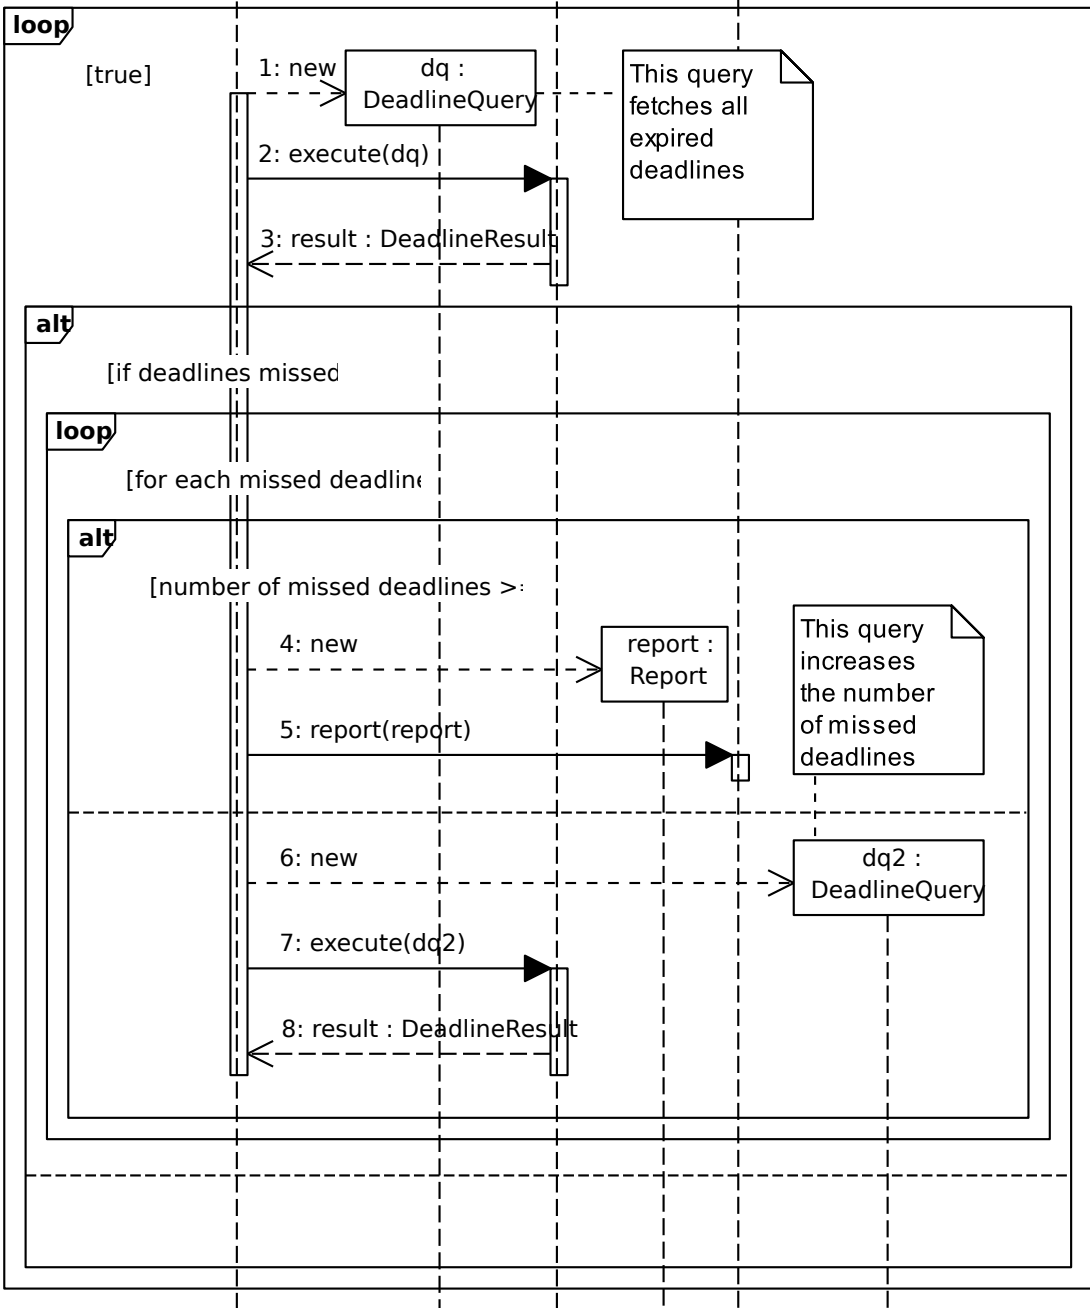 loop
[true]
1: new
dq :
DeadlineQuery
This query
fetches all
expired
deadlines
2: execute(dq)
3: result : DeadlineResult
alt
[if deadlines missed
loop
[for each missed deadline
alt
[number of missed deadlines >=
4: new
report :
Report
This query
increases
the number
of missed
deadlines
5: report(report)
6: new
dq2 :
DeadlineQuery
7: execute(dq2)
8: result : DeadlineResult